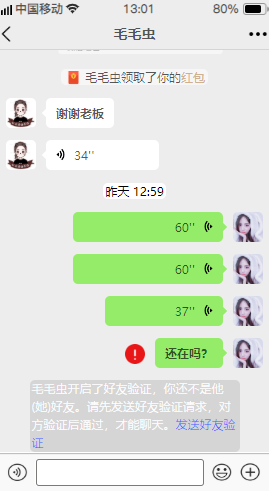 中国移动 13:01 80%
毛毛虫
毛毛虫领取了你的红包
谢谢老板
34''
昨天 12:59
60''
60''
37''
还在吗?
毛毛虫开启了好友验证，你还不是他
(她)好友。请先发送好友验证请求，对
方验证后通过，才能聊天。发送好友验
证